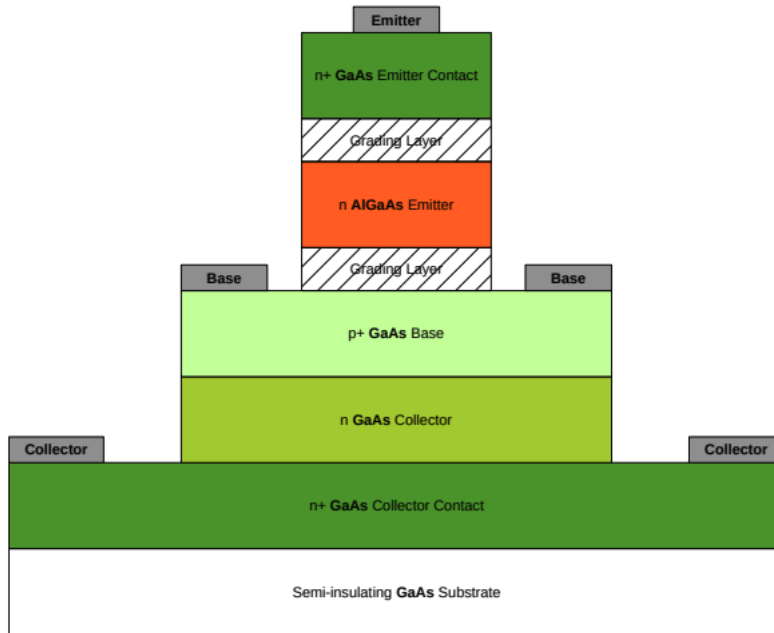 Emitter
n+ GaAs Emitter Contact
Grading Layer
n AlGaAs Emitter
Grading Layer
Base
Base
p+ GaAs Base
n GaAs Collector
Collector
Collector
n+ GaAs Collector Contact
Semi-insulating GaAs Substrate